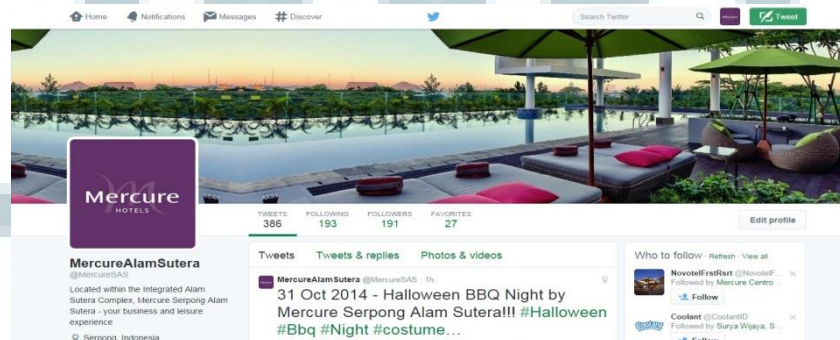 Home Notifications Messages # Discover Search Twitter Tweet
Mercure
HOTELS
TWEETS FOLLOWING FOLLOWERS FAVORITES
386 193 191 27
Edit profile
MercureAlamSutera
@MercureSAS
Located within the Integrated Alam
Sutera Complex, Mercure Serpong Alam
Sutera - your business and leisure
experience
Serpong, Indonesia
Tweets Tweets & replies Photos & videos
MercureAlamSutera @MercureSAS · 1h
31 Oct 2014 - Halloween BBQ Night by
Mercure Serpong Alam Sutera!!! #Halloween
#Bbq #Night #costume...
Who to follow · Refresh · View all
NovotelFrstRsrt @NovotelF...
Followed by Mercure Centro...
Follow
Coolant @CoolantID
Followed by Surya Wijaya, S...
Follow